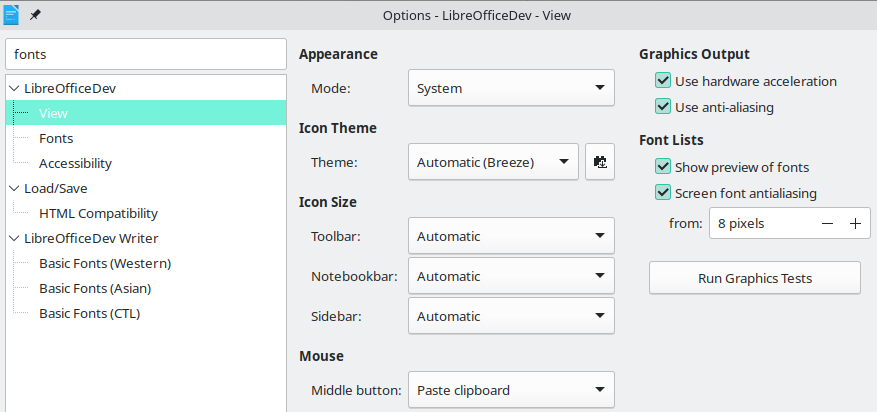 Options - LibreOfficeDev - View
fonts
LibreOfficeDev
View
Fonts
Accessibility
Load/Save
HTML Compatibility
LibreOfficeDev Writer
Basic Fonts (Western)
Basic Fonts (Asian)
Basic Fonts (CTL)
Appearance
Mode: System
Icon Theme
Theme: Automatic (Breeze)
Icon Size
Toolbar: Automatic
Notebookbar: Automatic
Sidebar: Automatic
Mouse
Middle button: Paste clipboard
Graphics Output
Use hardware acceleration
Use anti-aliasing
Font Lists
Show preview of fonts
Screen font antialiasing
from: 8 pixels
Run Graphics Tests